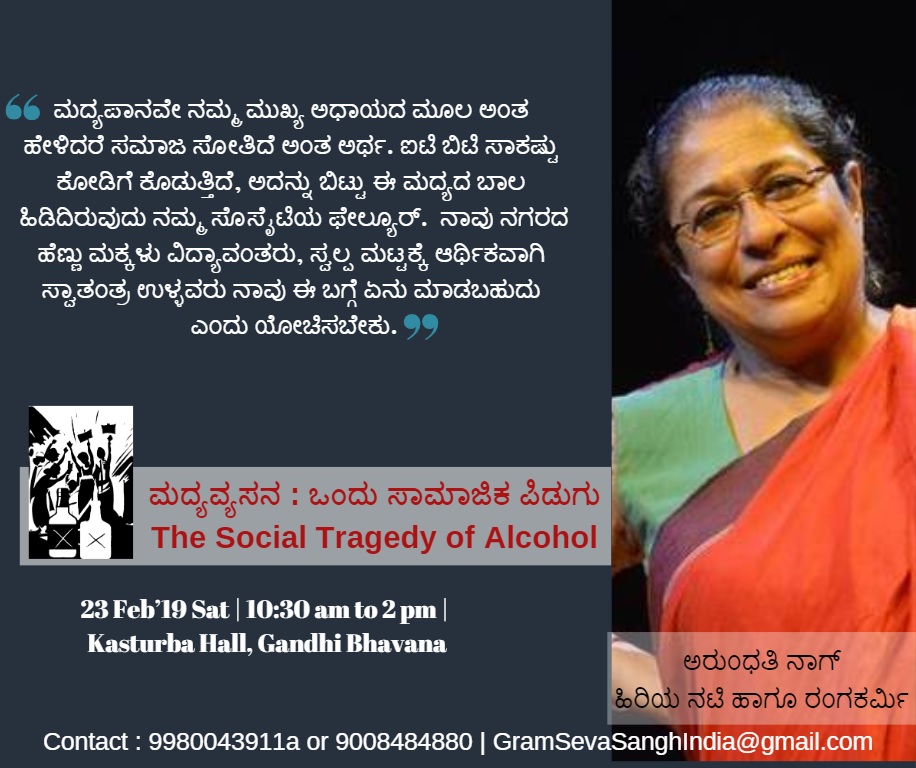 “ ಮದ್ಯಪಾನವೇ ನಮ್ಮ ಮುಖ್ಯ ಅಧಾಯದ ಮೂಲ ಅಂತ
ಹೇಳಿದರೆ ಸಮಾಜ ಸೋತಿದೆ ಅಂತ ಅರ್ಥ. ಐಟಿ ಬಿಟಿ ಸಾಕಷ್ಟು
ಕೋಡಿಗೆ ಕೊಡುತ್ತಿದೆ, ಅದನ್ನು ಬಿಟ್ಟು ಈ ಮದ್ಯದ ಬಾಲ
ಹಿಡಿದಿರುವುದು ನಮ್ಮ ಸೊಸೈಟಿಯ ಫೇಲ್ಯೂರ್. ನಾವು ನಗರದ
ಹೆಣ್ಣು ಮಕ್ಕಳು ವಿದ್ಯಾವಂತರು, ಸ್ವಲ್ಪ ಮಟ್ಟಕ್ಕೆ ಆರ್ಥಿಕವಾಗಿ
ಸ್ವಾತಂತ್ರ ಉಳ್ಳವರು ನಾವು ಈ ಬಗ್ಗೆ ಏನು ಮಾಡಬಹುದು
ಎಂದು ಯೋಚಿಸಬೇಕು. ”
ಮದ್ಯವ್ಯಸನ : ಒಂದು ಸಾಮಾಜಿಕ ಪಿಡುಗು
The Social Tragedy of Alcohol
23 Feb’19 Sat | 10:30 am to 2 pm |
Kasturba Hall, Gandhi Bhavana
ಅರುಂಧತಿ ನಾಗ್
ಹಿರಿಯ ನಟಿ ಹಾಗೂ ರಂಗಕರ್ಮಿ
Contact : 9980043911a or 9008484880 | GramSevaSanghIndia@gmail.com